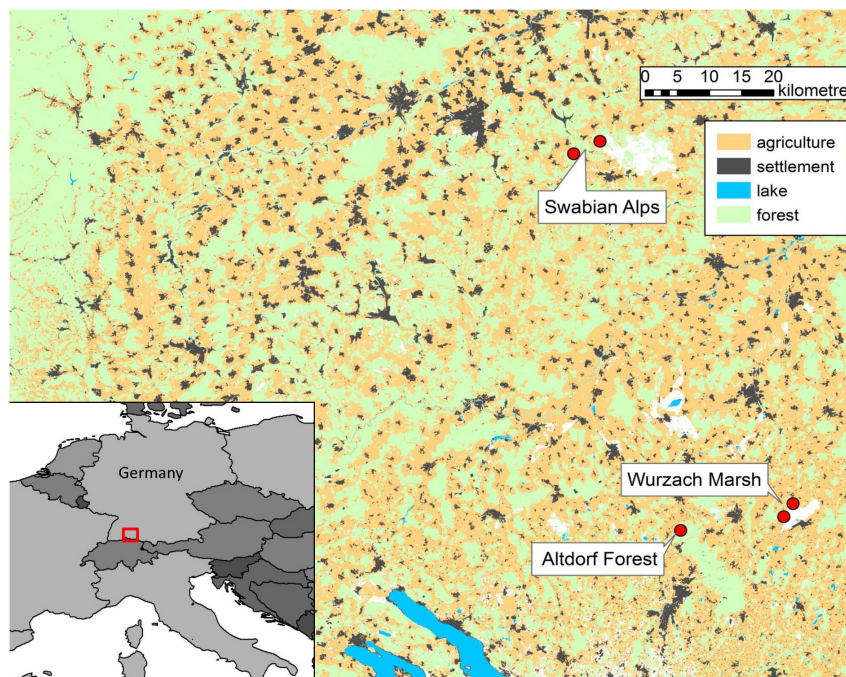 0 5 10 15 20
kilometre
agriculture
settlement
lake
forest
Swabian Alps
Wurzach Marsh
Altdorf Forest
Germany